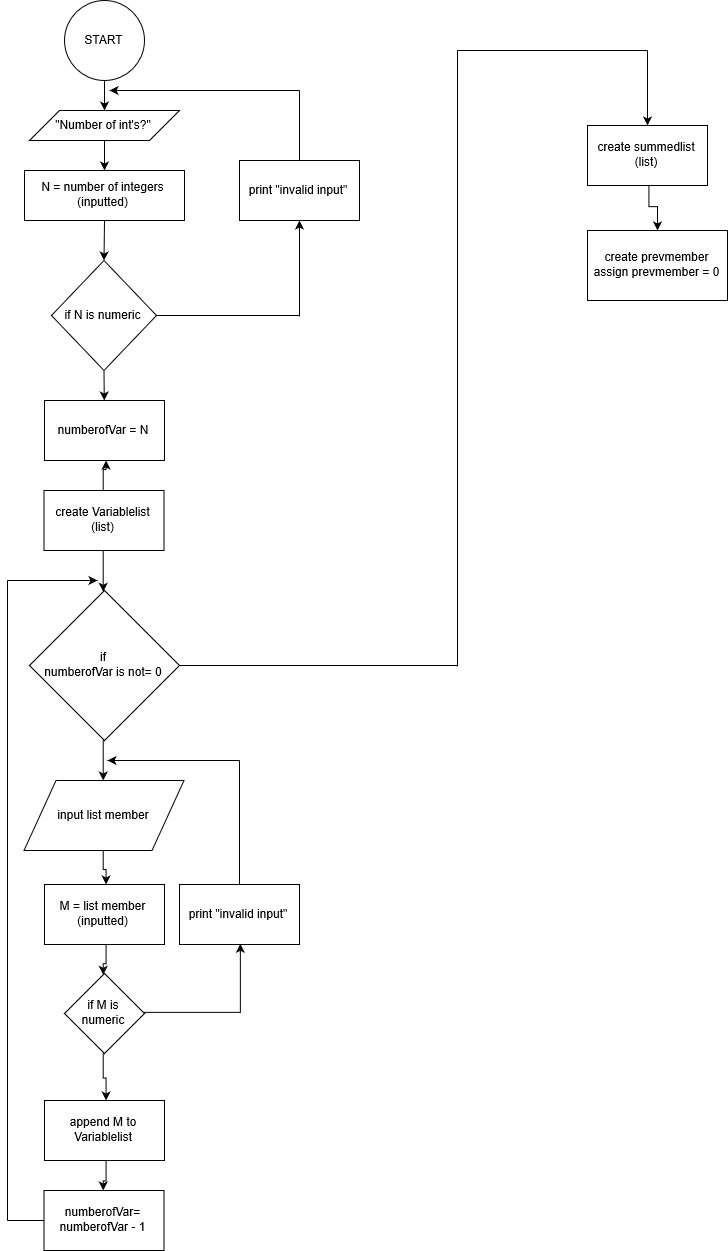 START
"Number of int's?"
N = number of integers
(inputted)
print "invalid input"
if N is numeric
numberofVar = N
create Variablelist
(list)
if
numberofVar is not= 0
input list member
M = list member
(inputted)
print "invalid input"
if M is
numeric
append M to
Variablelist
numberofVar=
numberofVar - 1
create summedlist
(list)
create prevmember
assign prevmember = 0